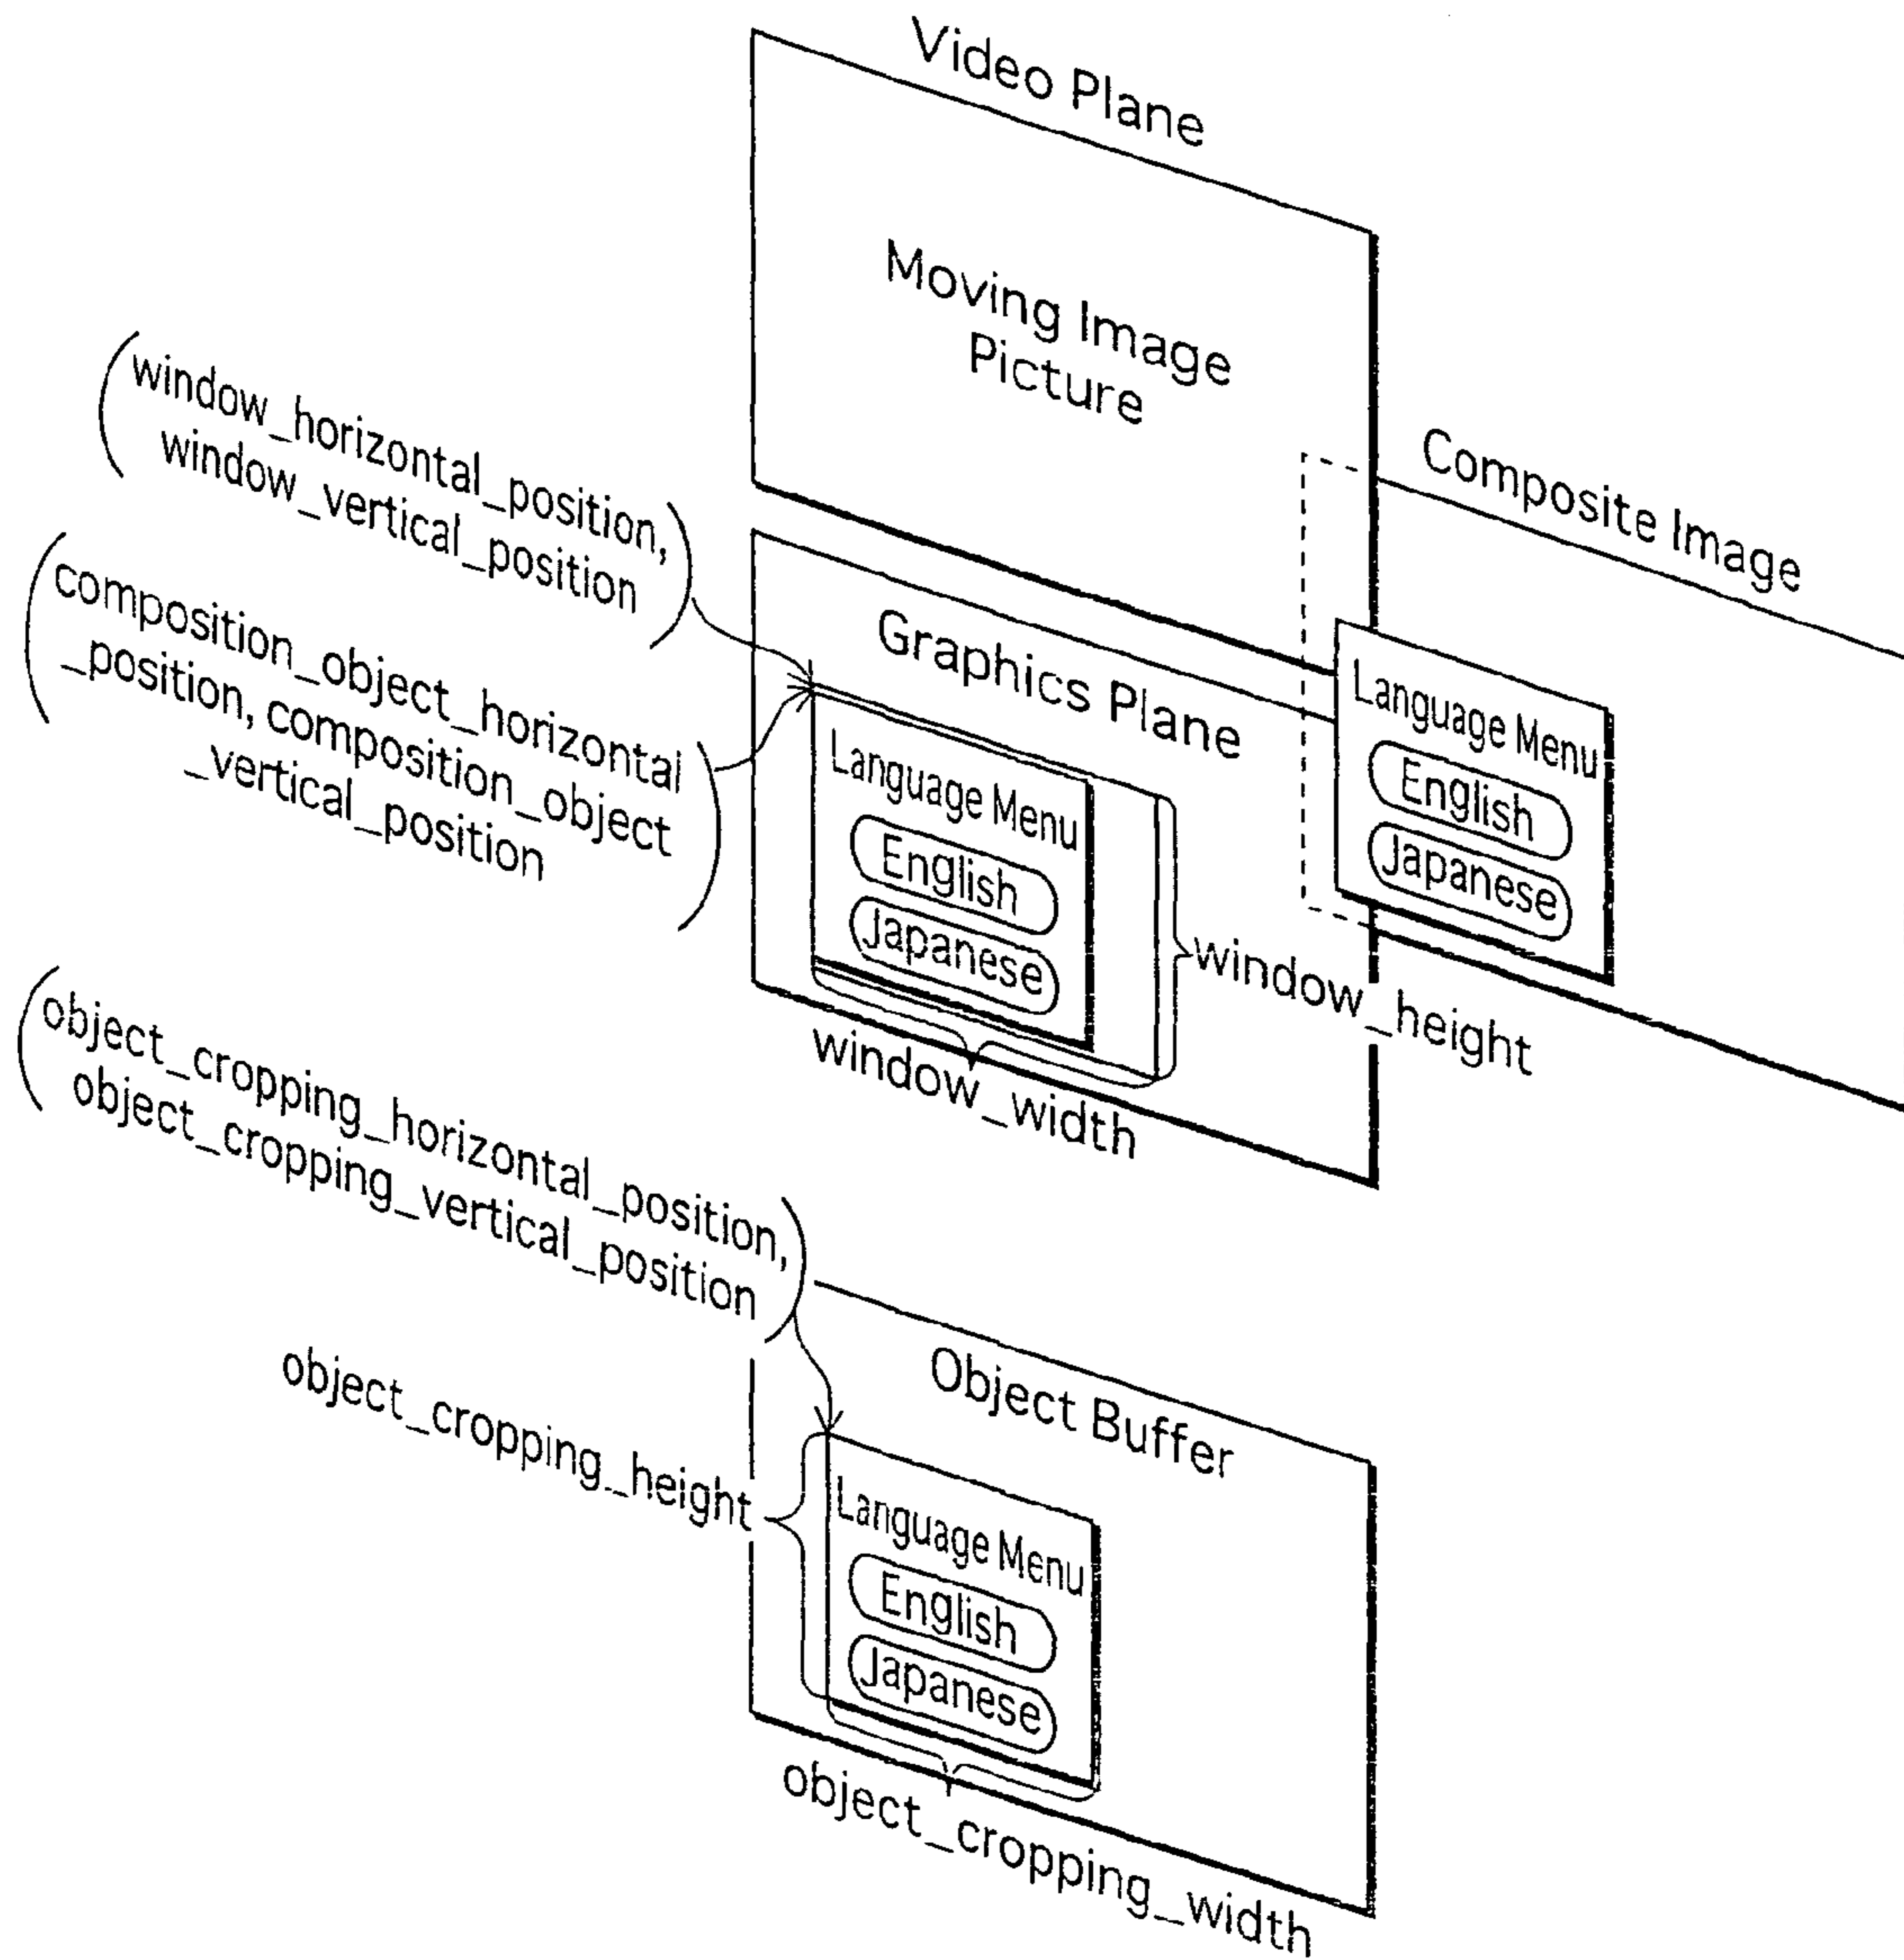 Video Plane
Moving Image
Picture
Composite Image
(window_horizontal_position,
window_vertical_position)
(composition_object_horizontal
_position, composition_object
_vertical_position)
Graphics Plane
Language Menu
English
Japanese
Language Menu
English
Japanese
window_height
window_width
(object_cropping_horizontal_position,
object_cropping_vertical_position)
object_cropping_height
Object Buffer
Language Menu
English
Japanese
object_cropping_width